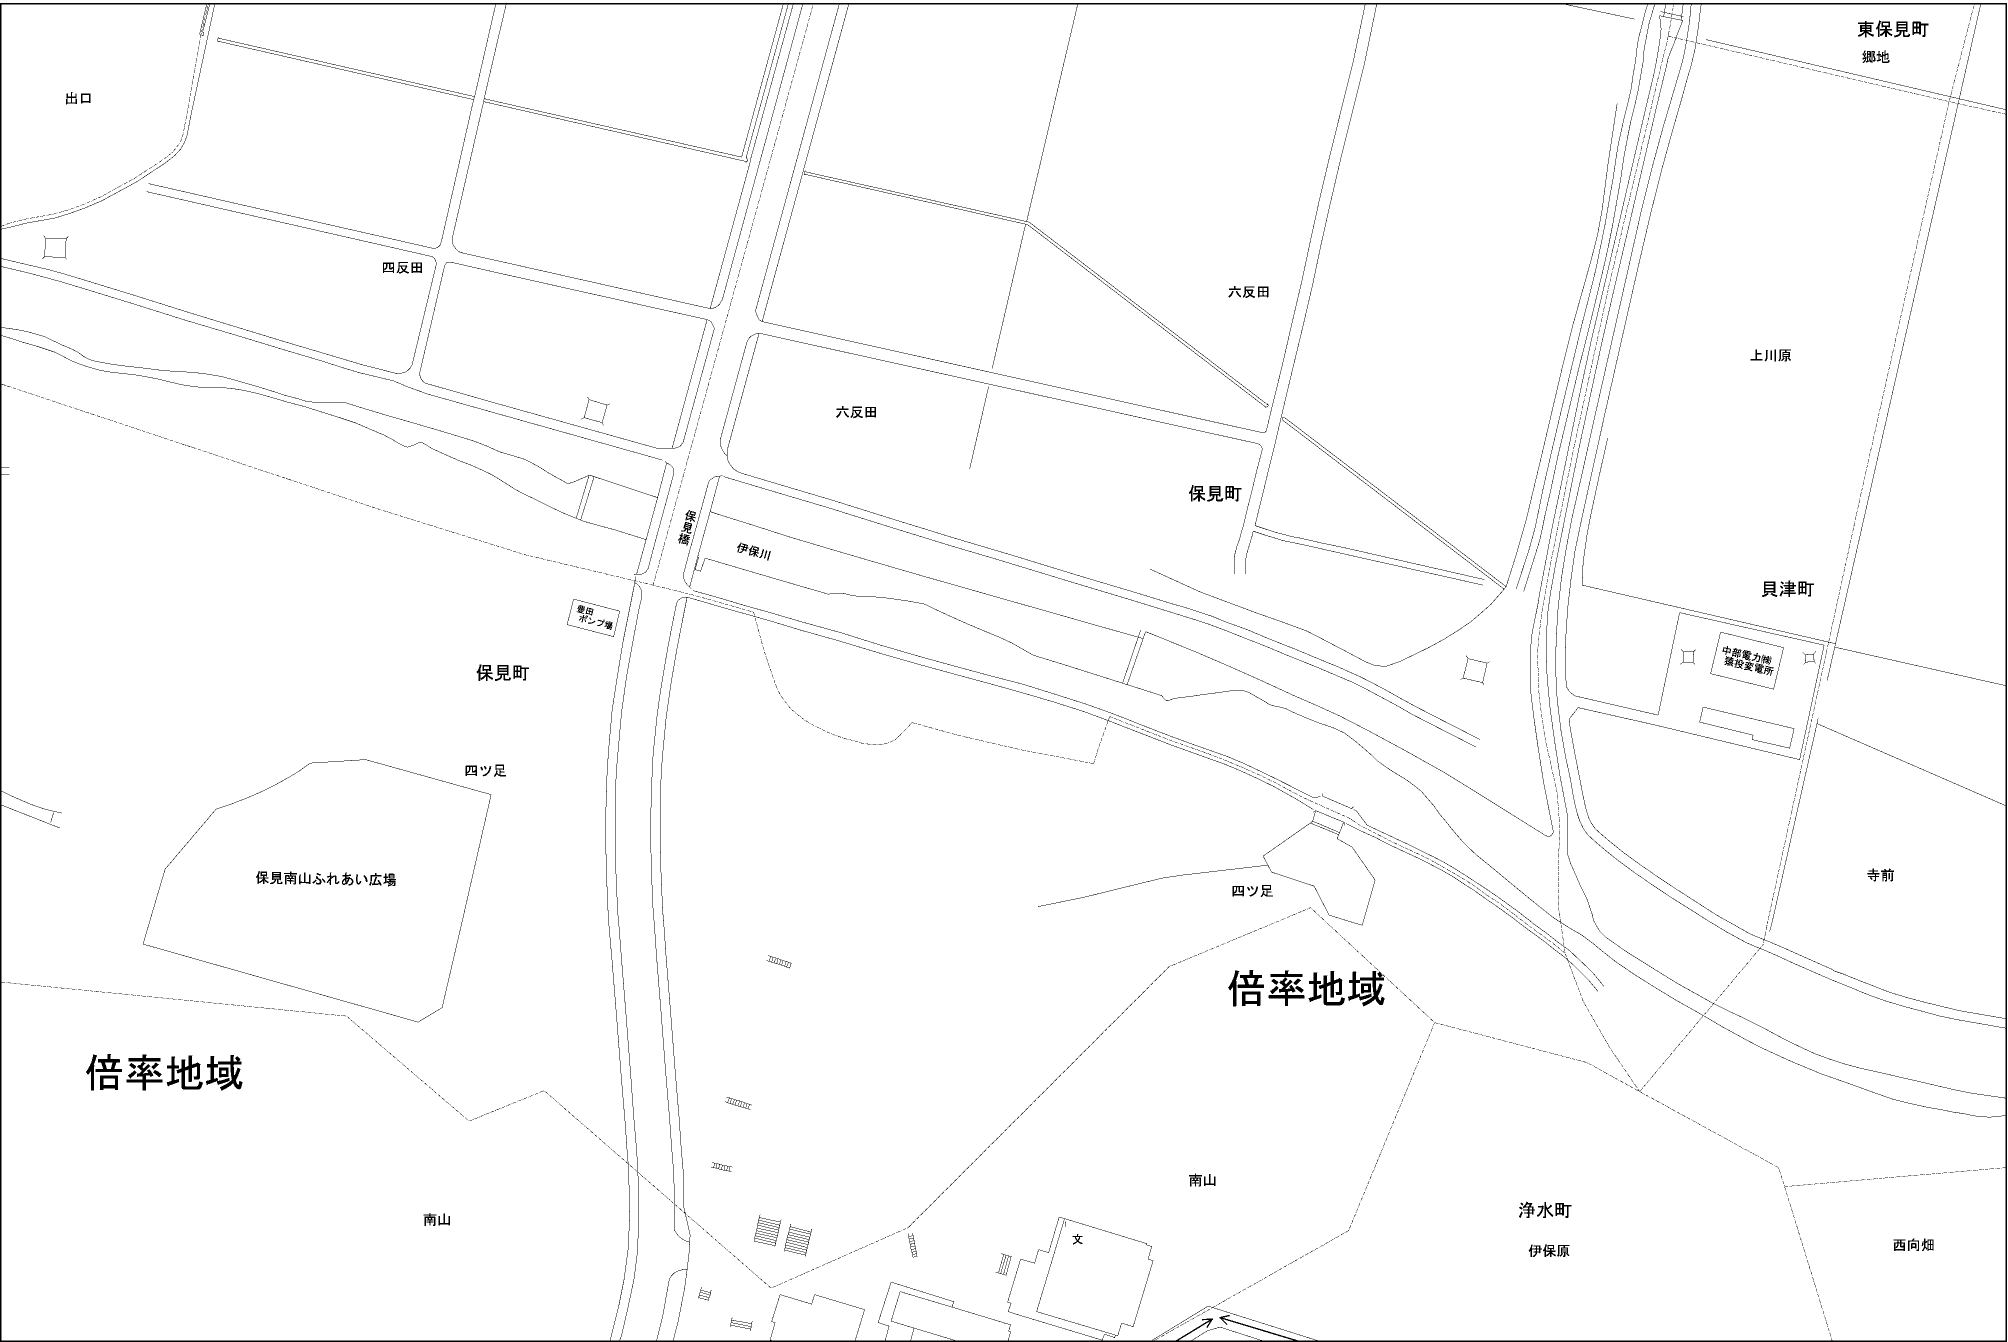 東保見町
郷地
出口
四反田
六反田
上川原
六反田
保見町
保見橋
伊保川
貝津町
豊田
ポンプ場
中部電力㈱
猿投変電所
保見町
四ツ足
保見南山ふれあい広場
寺前
四ツ足
倍率地域
倍率地域
南山
南山
浄水町
文
伊保原
西向畑